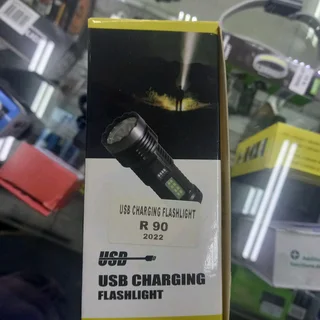 USB CHARGING FLASHLIGHT
R 90
2022
USB
USB CHARGING
FLASHLIGHT